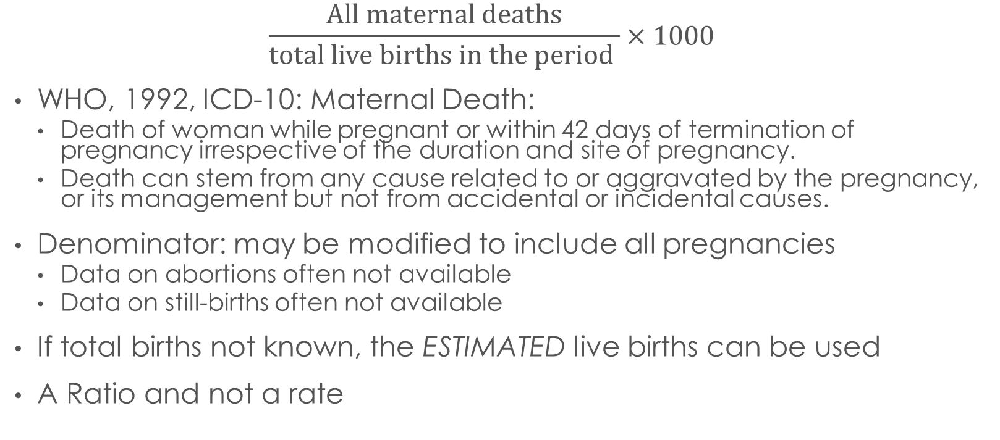 All maternal deaths
total live births in the period
× 1000
• WHO, 1992, ICD-10: Maternal Death:
• Death of woman while pregnant or within 42 days of termination of
pregnancy irrespective of the duration and site of pregnancy.
• Death can stem from any cause related to or aggravated by the pregnancy,
or its management but not from accidental or incidental causes.
• Denominator: may be modified to include all pregnancies
• Data on abortions often not available
• Data on still-births often not available
• If total births not known, the ESTIMATED live births can be used
• A Ratio and not a rate